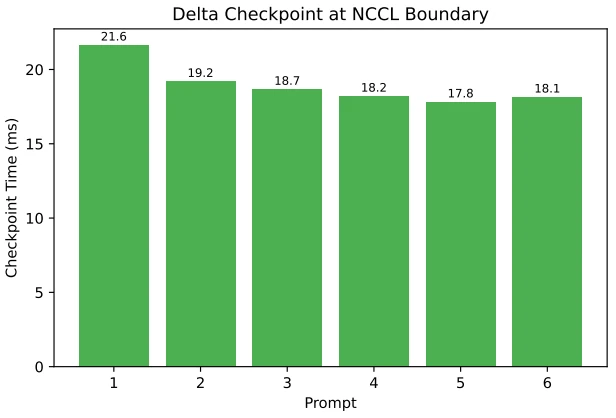 Delta Checkpoint at NCCL Boundary
21.6
19.2
18.7
18.2
17.8
18.1
20
15
10
5
0
Checkpoint Time (ms)
1 2 3 4 5 6
Prompt